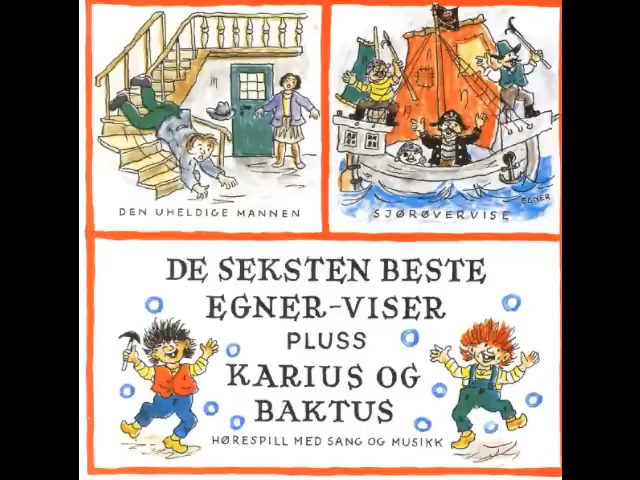 DEN UHELDIGE MANNEN
EGNER
SJØRØVERVISE
DE SEKSTEN BESTE
EGNER-VISER
PLUSS
KARIUS OG
BAKTUS
HØRESPILL MED SANG OG MUSIKK